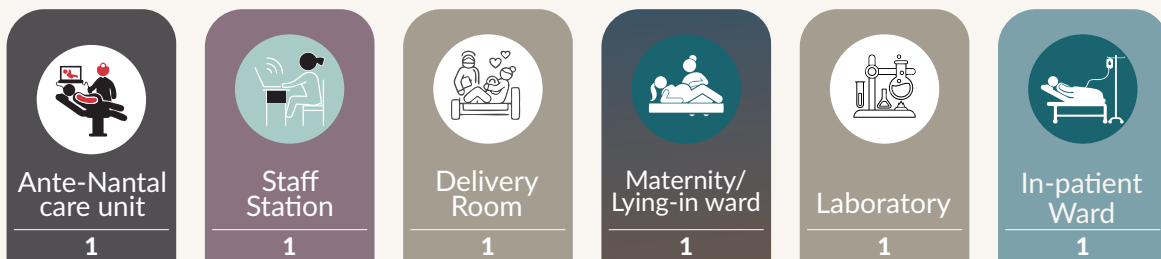 Ante-Nantal
care unit
1
Staff
Station
1
Delivery
Room
1
Maternity/
Lying-in ward
1
Laboratory
1
In-patient
Ward
1